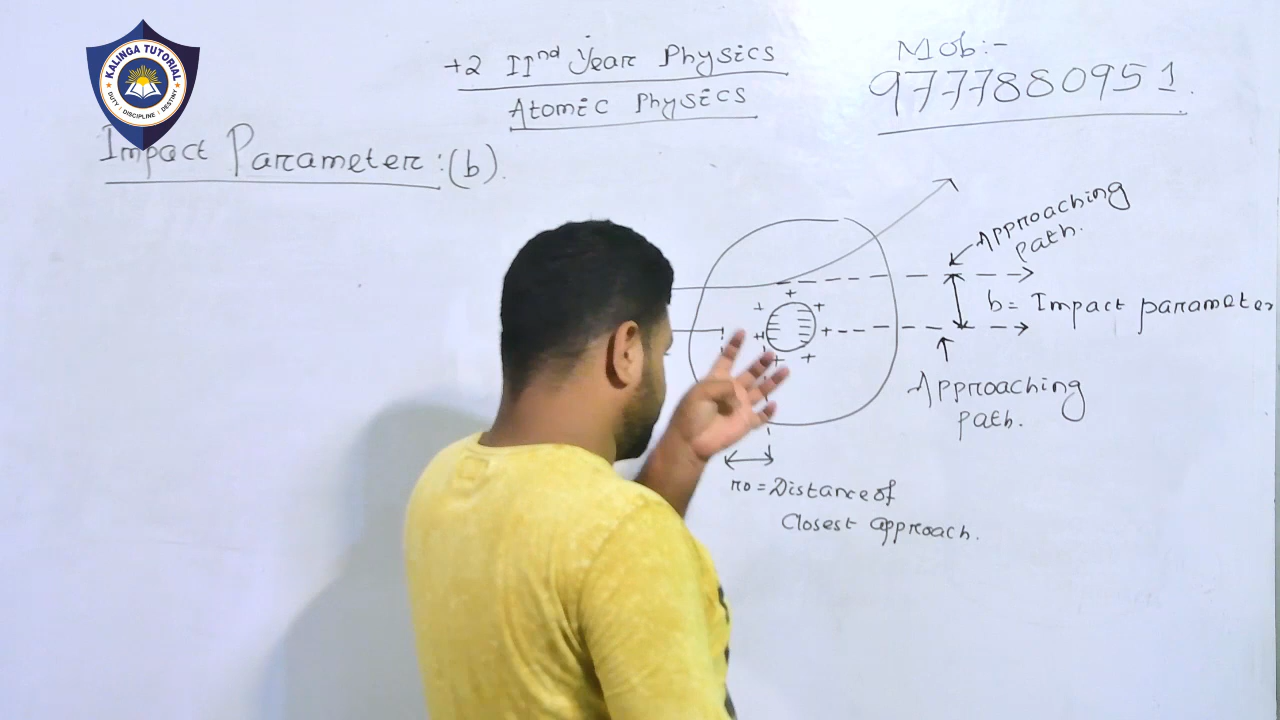 KALINGA TUTORIAL
DUTY | DISCIPLINE | DESTINY
+2 IInd Year Physics
Atomic Physics
Mob:-
9777880951.
Impact Parameter:(b).
Approaching
path.
b= Impact parameter
Approaching
path.
r0=Distance of
Closest approach.